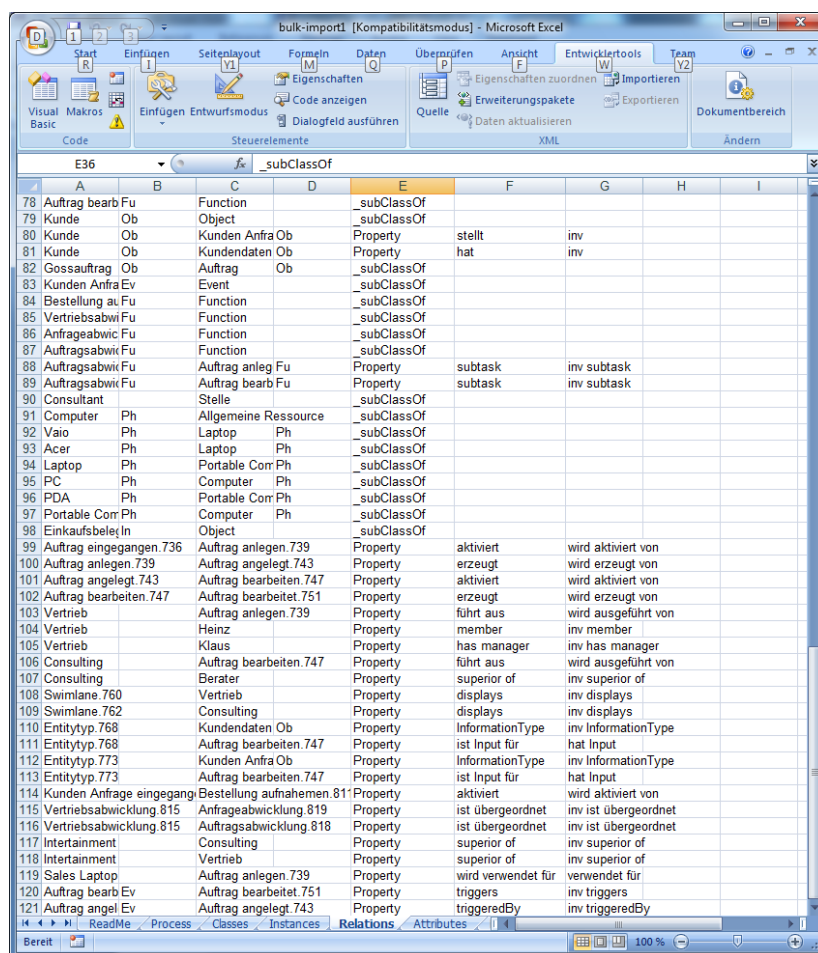 bulk-import1 [Kompatibilitätsmodus] - Microsoft Excel
D 1 2 3
Start Einfügen Seitenlayout Formeln Daten Überprüfen Ansicht Entwicklertools Team
R I Y1 M Q P F W Y2
Visual Basic Makros Einfügen Entwurfsmodus Eigenschaften Code anzeigen Dialogfeld ausführen Quelle Eigenschaften zuordnen Erweiterungspakete Daten aktualisieren Importieren Exportieren Dokumentbereich
Code Steuerelemente XML Ändern
E36 fx _subClassOf
A B C D E F G H I
78 Auftrag bearb Fu Function _subClassOf
79 Kunde Ob Object _subClassOf
80 Kunde Ob Kunden Anfra Ob Property stellt inv
81 Kunde Ob Kundendaten Ob Property hat inv
82 Gossauftrag Ob Auftrag Ob _subClassOf
83 Kunden Anfra Ev Event _subClassOf
84 Bestellung au Fu Function _subClassOf
85 Vertriebsabwi Fu Function _subClassOf
86 Anfrageabwic Fu Function _subClassOf
87 Auftragsabwi Fu Function _subClassOf
88 Auftragsabwi Fu Auftrag anleg Fu Property subtask inv subtask
89 Auftragsabwi Fu Auftrag bearb Fu Property subtask inv subtask
90 Consultant Stelle _subClassOf
91 Computer Ph Allgemeine Ressource _subClassOf
92 Vaio Ph Laptop Ph _subClassOf
93 Acer Ph Laptop Ph _subClassOf
94 Laptop Ph Portable Com Ph _subClassOf
95 PC Ph Computer Ph _subClassOf
96 PDA Ph Portable Com Ph _subClassOf
97 Portable Com Ph Computer Ph _subClassOf
98 Einkaufsbeleg In Object _subClassOf
99 Auftrag eingegangen.736 Auftrag anlegen.739 Property aktiviert wird aktiviert von
100 Auftrag anlegen.739 Auftrag angelegt.743 Property erzeugt wird erzeugt von
101 Auftrag angelegt.743 Auftrag bearbeiten.747 Property aktiviert wird aktiviert von
102 Auftrag bearbeiten.747 Auftrag bearbeitet.751 Property erzeugt wird erzeugt von
103 Vertrieb Auftrag anlegen.739 Property führt aus wird ausgeführt von
104 Vertrieb Heinz Property member inv member
105 Vertrieb Klaus Property has manager inv has manager
106 Consulting Auftrag bearbeiten.747 Property führt aus wird ausgeführt von
107 Consulting Berater Property superior of inv superior of
108 Swimlane.760 Vertrieb Property displays inv displays
109 Swimlane.762 Consulting Property displays inv displays
110 Entitytyp.768 Kundendaten Ob Property InformationType inv InformationType
111 Entitytyp.768 Auftrag bearbeiten.747 Property ist Input für hat Input
112 Entitytyp.773 Kunden Anfra Ob Property InformationType inv InformationType
113 Entitytyp.773 Auftrag bearbeiten.747 Property ist Input für hat Input
114 Kunden Anfrage eingegang Bestellung aufnahemen.811 Property aktiviert wird aktiviert von
115 Vertriebsabwicklung.815 Anfrageabwicklung.819 Property ist übergeordnet inv ist übergeordnet
116 Vertriebsabwicklung.815 Auftragsabwicklung.818 Property ist übergeordnet inv ist übergeordnet
117 Intertainment Consulting Property superior of inv superior of
118 Intertainment Vertrieb Property superior of inv superior of
119 Sales Laptop Auftrag anlegen.739 Property wird verwendet für verwendet für
120 Auftrag bearb Ev Auftrag bearbeitet.751 Property triggers inv triggers
121 Auftrag angel Ev Auftrag angelegt.743 Property triggeredBy inv triggeredBy
ReadMe Process Classes Instances Relations Attributes
Bereit 100 %